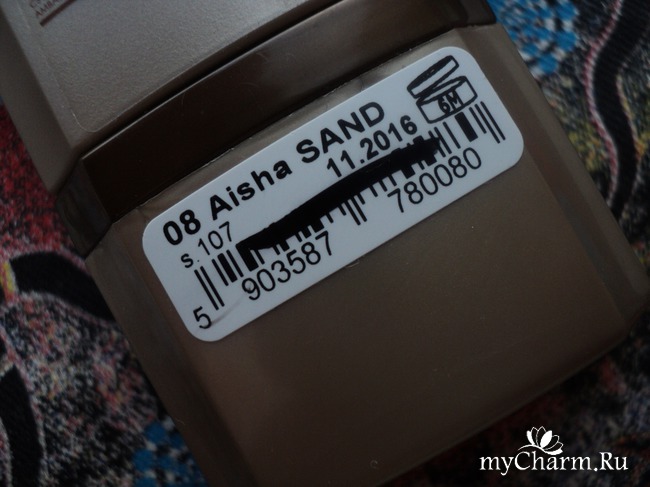 08 Aisha SAND
s.107 11.2016
6M
5 903587 780080
myCharm.Ru